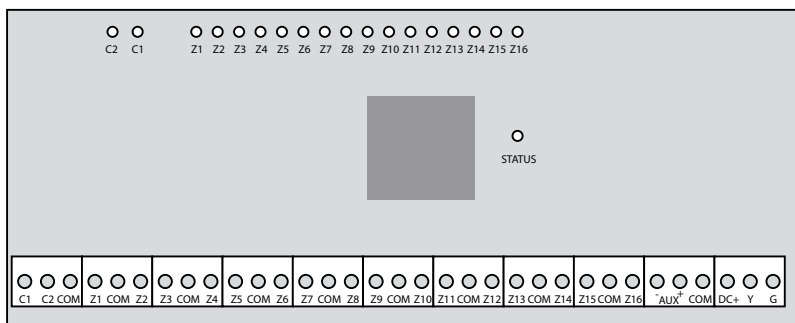 C2 C1 Z1 Z2 Z3 Z4 Z5 Z6 Z7 Z8 Z9 Z10 Z11 Z12 Z13 Z14 Z15 Z16
STATUS
C1 C2 COM Z1 COM Z2 Z3 COM Z4 Z5 COM Z6 Z7 COM Z8 Z9 COM Z10 Z11 COM Z12 Z13 COM Z14 Z15 COM Z16 -AUX+ COM DC+ Y G